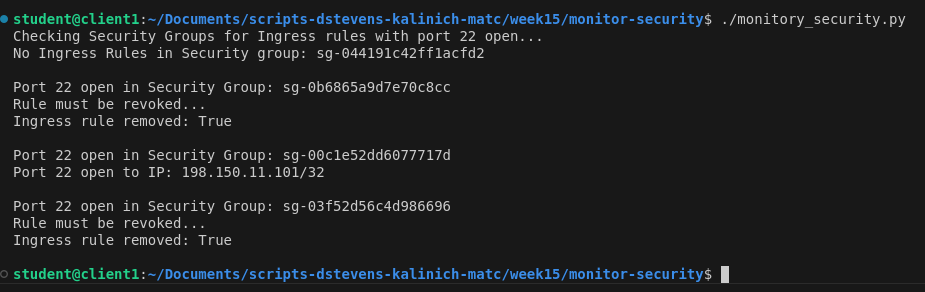 student@client1:~/Documents/scripts-dstevens-kalinich-matc/week15/monitor-security$ ./monitory_security.py
Checking Security Groups for Ingress rules with port 22 open...
No Ingress Rules in Security group: sg-044191c42ff1acfd2
Port 22 open in Security Group: sg-0b6865a9d7e70c8cc
Rule must be revoked...
Ingress rule removed: True
Port 22 open in Security Group: sg-00c1e52dd6077717d
Port 22 open to IP: 198.150.11.101/32
Port 22 open in Security Group: sg-03f52d56c4d986696
Rule must be revoked...
Ingress rule removed: True
student@client1:~/Documents/scripts-dstevens-kalinich-matc/week15/monitor-security$